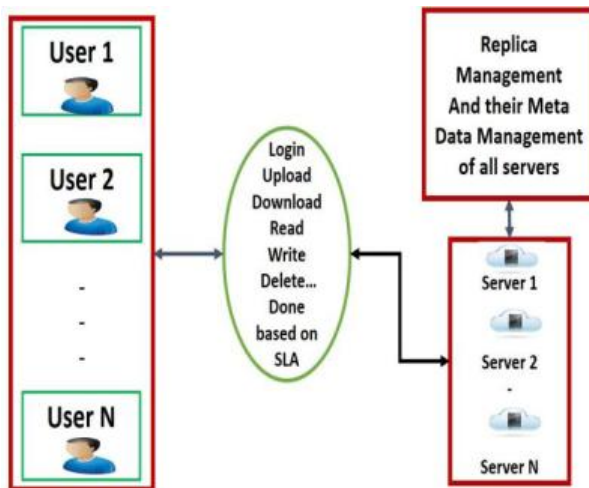 User 1
User 2
-
-
-
User N
Login
Upload
Download
Read
Write
Delete...
Done
based on
SLA
Replica
Management
And their Meta
Data Management
of all servers
Server 1
Server 2
-
Server N